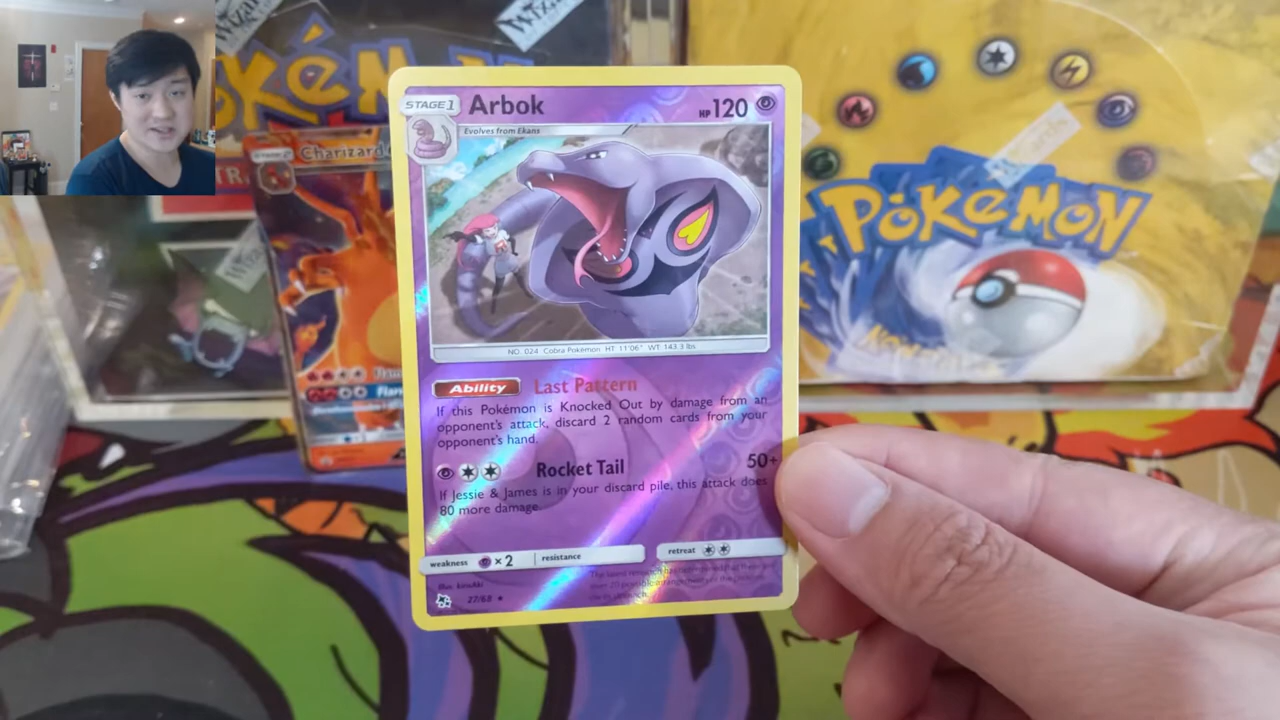 POKÉMON
STAGE 1
Arbok
HP 120
Evolves from Ekans
Charizard
NO. 024 Cobra Pokémon HT: 11'06" WT: 143.3 lbs
POKéMON
Ability
Last Pattern
If this Pokémon is Knocked Out by damage from an
opponent's attack, discard 2 random cards from your
opponent's hand.
Rocket Tail
50+
If Jessie & James is in your discard pile, this attack does
80 more damage.
weakness
×2
resistance
retreat
27/68